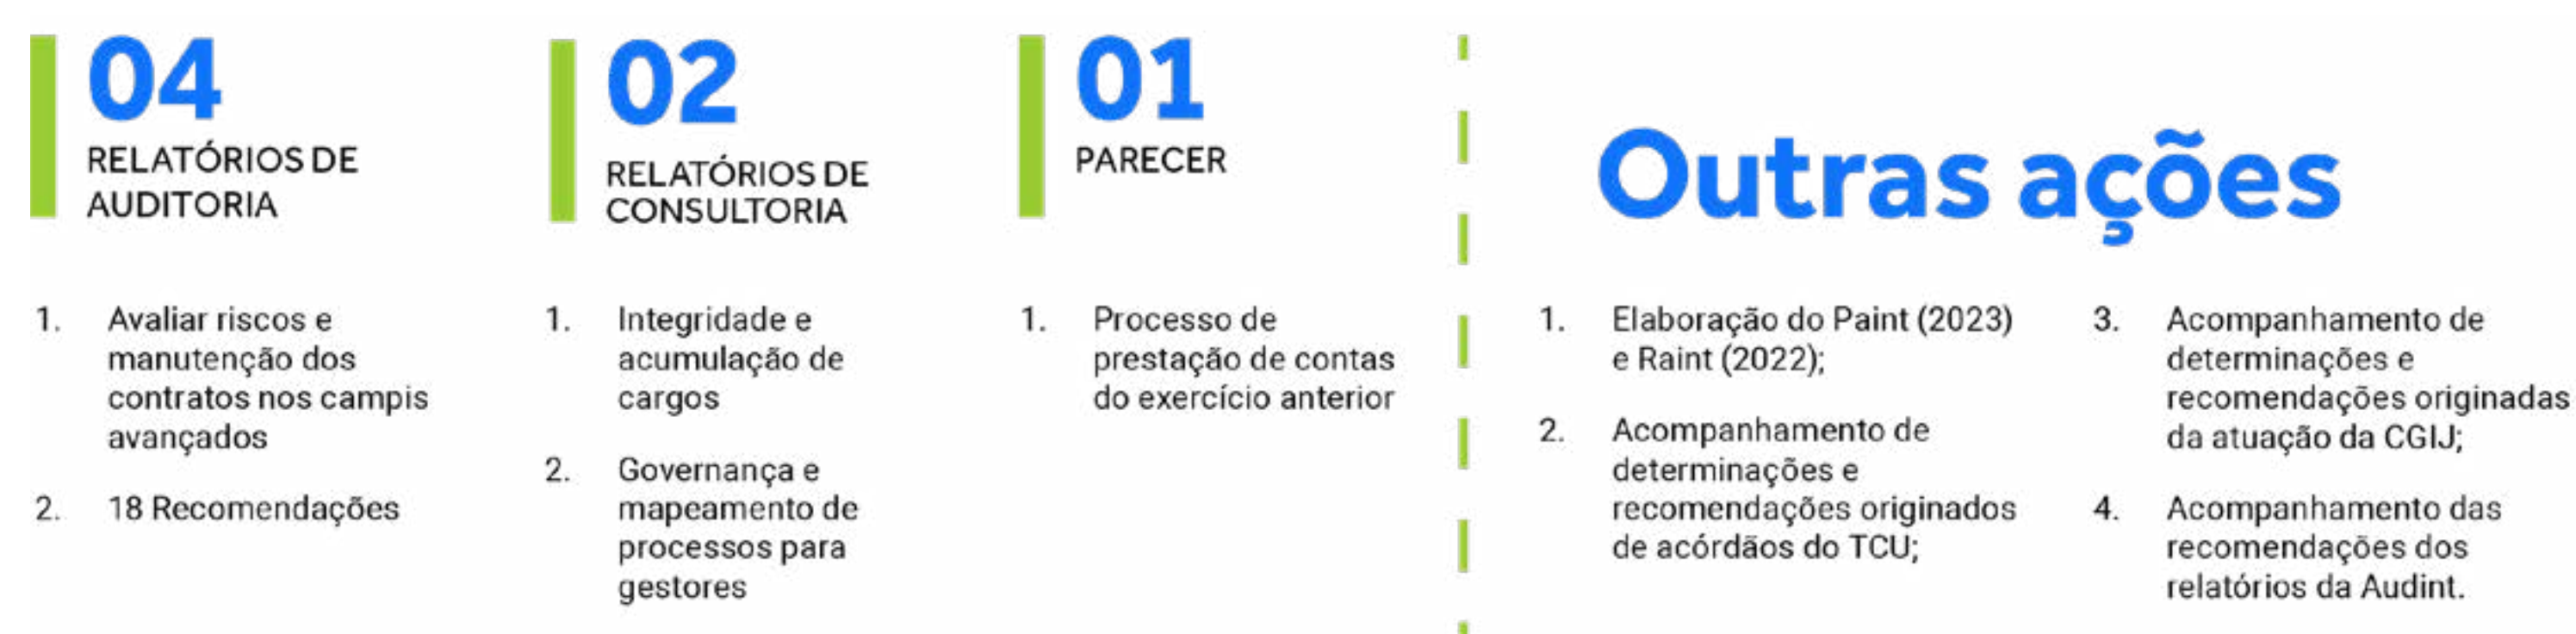 04
RELATÓRIOS DE
AUDITORIA
1. Avaliar riscos e
manutenção dos
contratos nos campis
avançados
2. 18 Recomendações
02
RELATÓRIOS DE
CONSULTORIA
1. Integridade e
acumulação de
cargos
2. Governança e
mapeamento de
processos para
gestores
01
PARECER
1. Processo de
prestação de contas
do exercício anterior
Outras ações
1. Elaboração do Paint (2023)
e Raint (2022);
2. Acompanhamento de
determinações e
recomendações originados
de acórdãos do TCU;
3. Acompanhamento de
determinações e
recomendações originadas
da atuação da CGIJ;
4. Acompanhamento das
recomendações dos
relatórios da Audint.